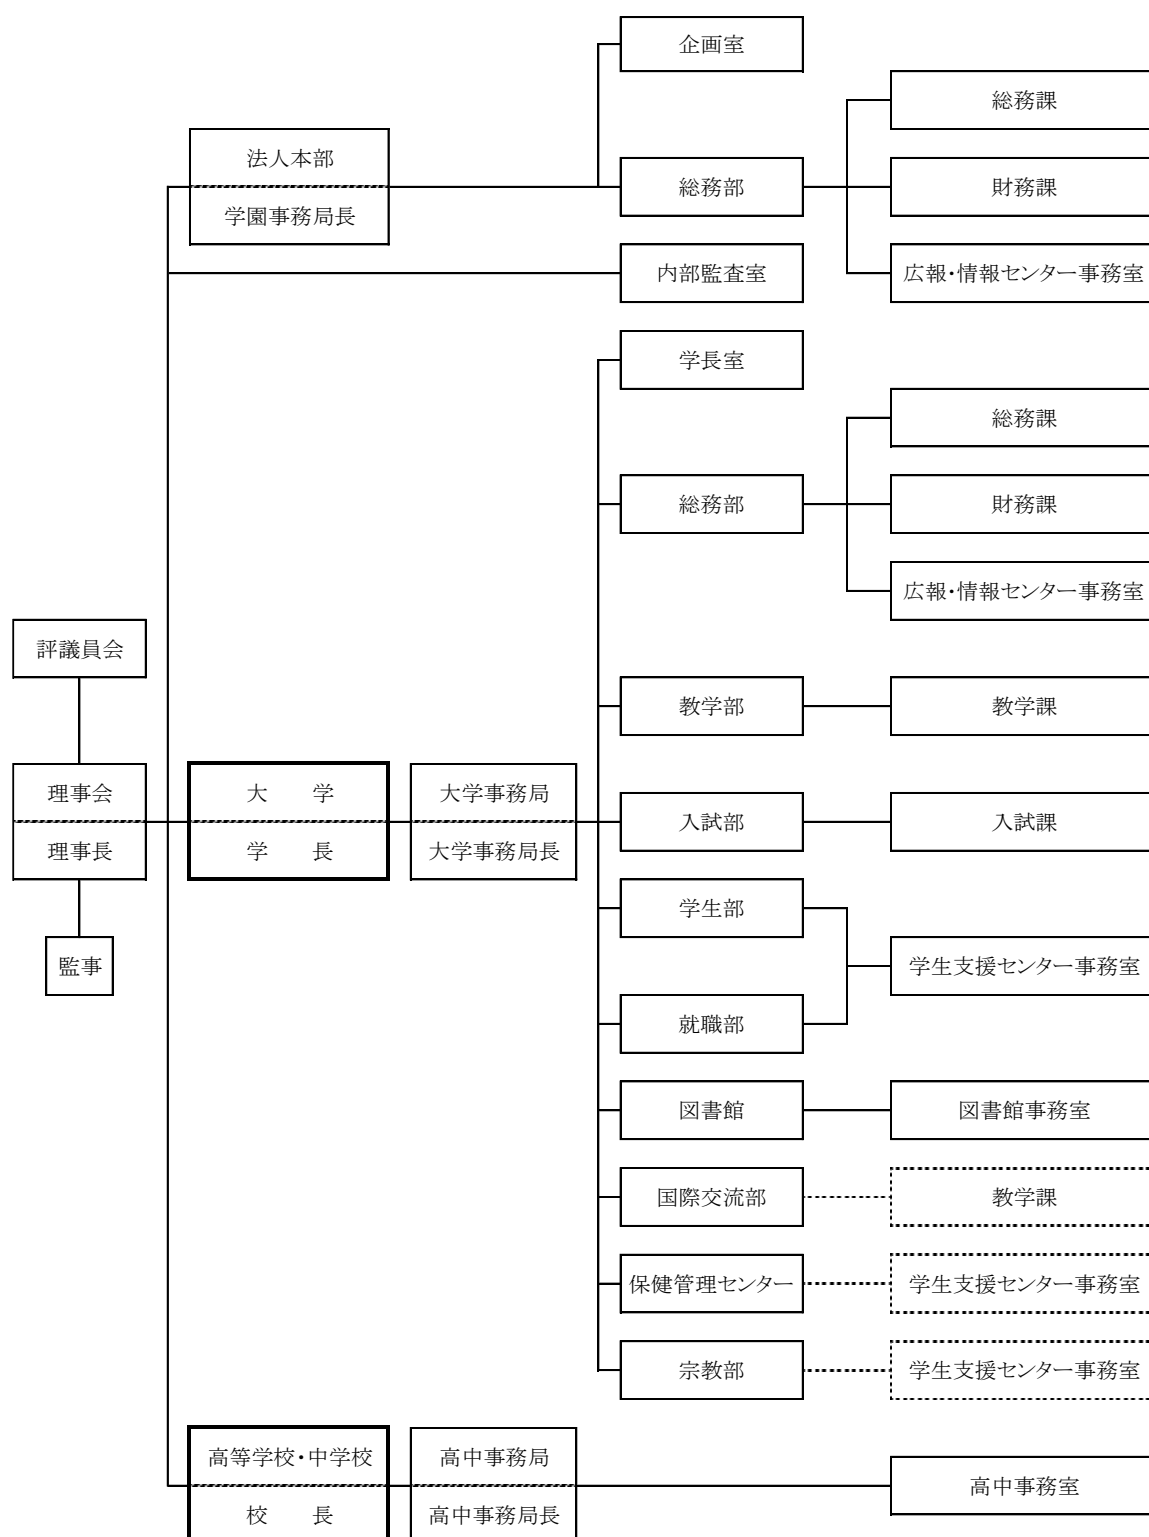 企画室
総務課
法人本部
学園事務局長
総務部
財務課
内部監査室
広報・情報センター事務室
学長室
総務課
総務部
財務課
広報・情報センター事務室
評議員会
教学部
教学課
理事会
理事長
大　　学
学　　長
大学事務局
大学事務局長
入試部
入試課
学生部
監事
学生支援センター事務室
就職部
図書館
図書館事務室
国際交流部
教学課
保健管理センター
学生支援センター事務室
宗教部
学生支援センター事務室
高等学校・中学校
校　　長
高中事務局
高中事務局長
高中事務室